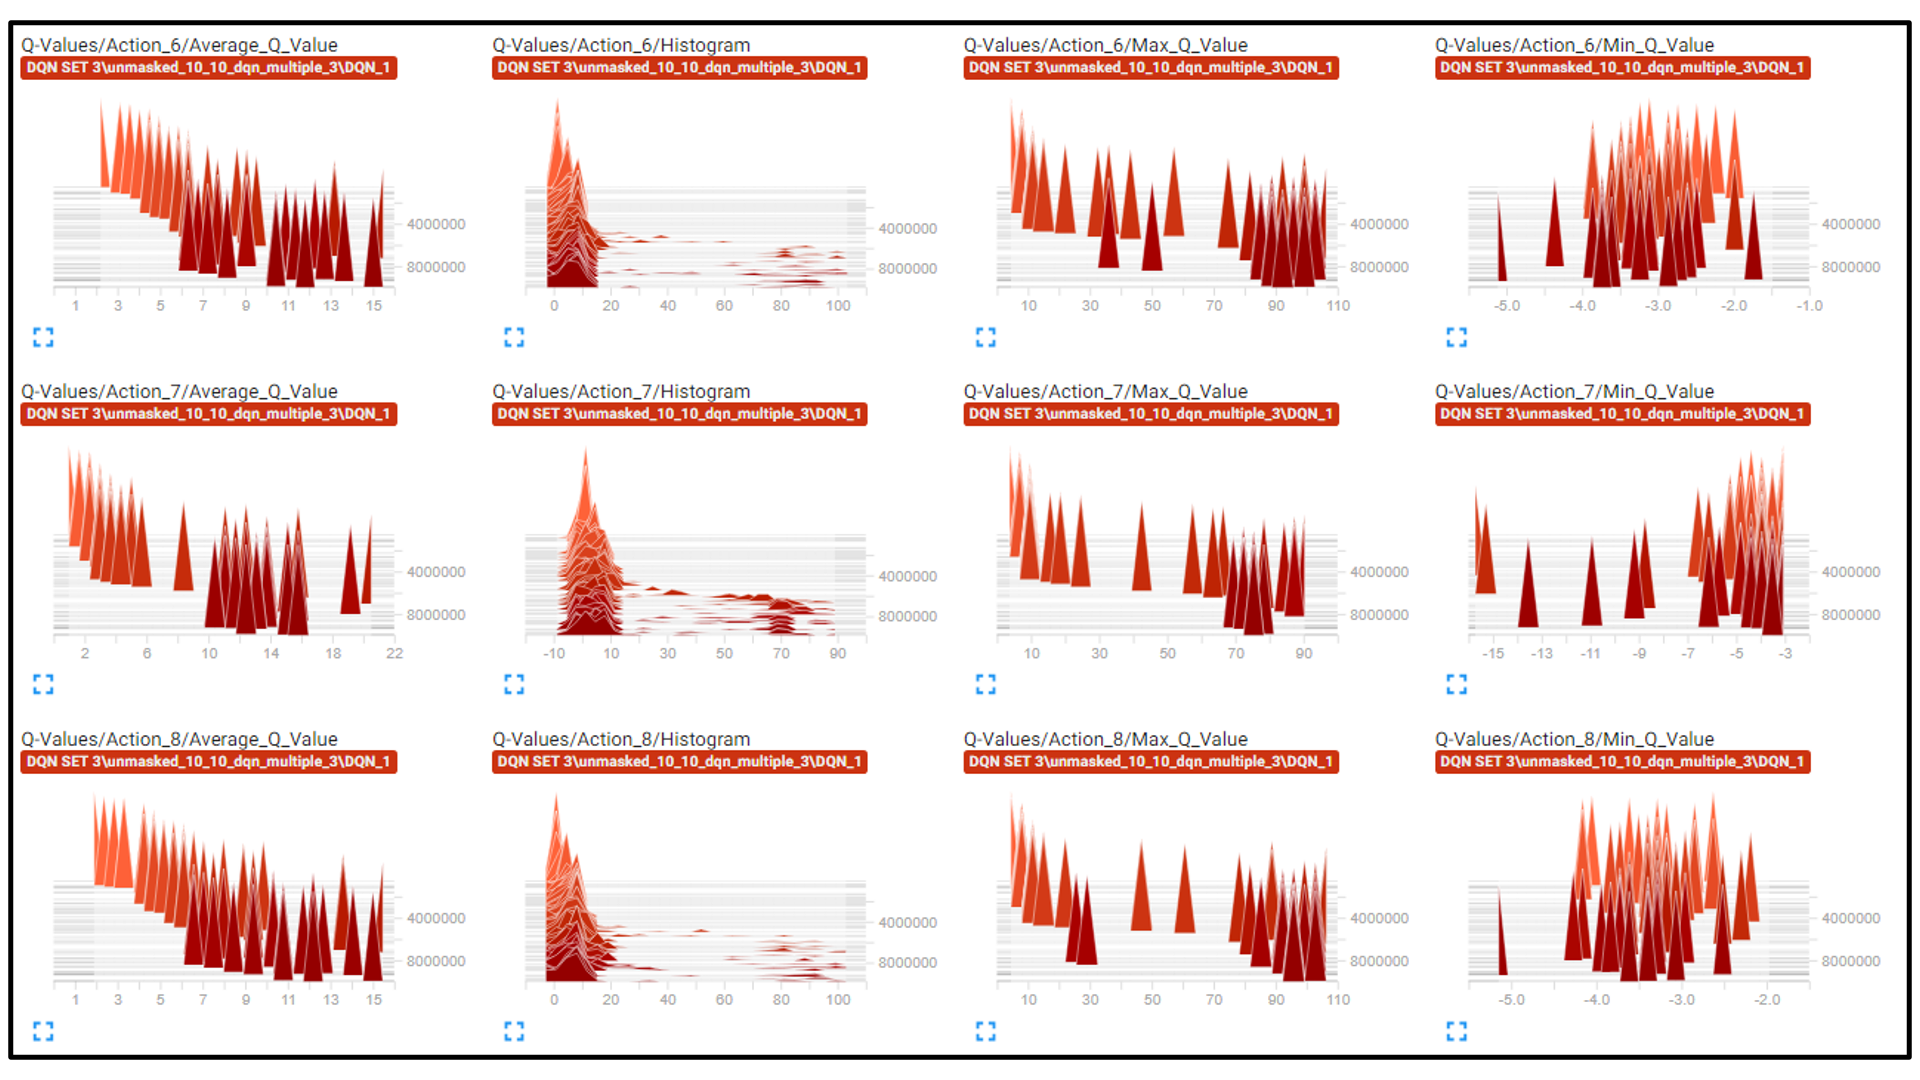 Q-Values/Action_6/Average_Q_Value
DQN SET 3\unmasked_10_10_dqn_multiple_3\DQN_1
4000000
8000000
1 3 5 7 9 11 13 15
Q-Values/Action_6/Histogram
DQN SET 3\unmasked_10_10_dqn_multiple_3\DQN_1
4000000
8000000
0 20 40 60 80 100
Q-Values/Action_6/Max_Q_Value
DQN SET 3\unmasked_10_10_dqn_multiple_3\DQN_1
4000000
8000000
10 30 50 70 90 110
Q-Values/Action_6/Min_Q_Value
DQN SET 3\unmasked_10_10_dqn_multiple_3\DQN_1
4000000
8000000
-5.0 -4.0 -3.0 -2.0 -1.0
Q-Values/Action_7/Average_Q_Value
DQN SET 3\unmasked_10_10_dqn_multiple_3\DQN_1
4000000
8000000
2 6 10 14 18 22
Q-Values/Action_7/Histogram
DQN SET 3\unmasked_10_10_dqn_multiple_3\DQN_1
4000000
8000000
-10 10 30 50 70 90
Q-Values/Action_7/Max_Q_Value
DQN SET 3\unmasked_10_10_dqn_multiple_3\DQN_1
4000000
8000000
10 30 50 70 90
Q-Values/Action_7/Min_Q_Value
DQN SET 3\unmasked_10_10_dqn_multiple_3\DQN_1
4000000
8000000
-15 -13 -11 -9 -7 -5 -3
Q-Values/Action_8/Average_Q_Value
DQN SET 3\unmasked_10_10_dqn_multiple_3\DQN_1
4000000
8000000
1 3 5 7 9 11 13 15
Q-Values/Action_8/Histogram
DQN SET 3\unmasked_10_10_dqn_multiple_3\DQN_1
4000000
8000000
0 20 40 60 80 100
Q-Values/Action_8/Max_Q_Value
DQN SET 3\unmasked_10_10_dqn_multiple_3\DQN_1
4000000
8000000
10 30 50 70 90 110
Q-Values/Action_8/Min_Q_Value
DQN SET 3\unmasked_10_10_dqn_multiple_3\DQN_1
4000000
8000000
-5.0 -4.0 -3.0 -2.0